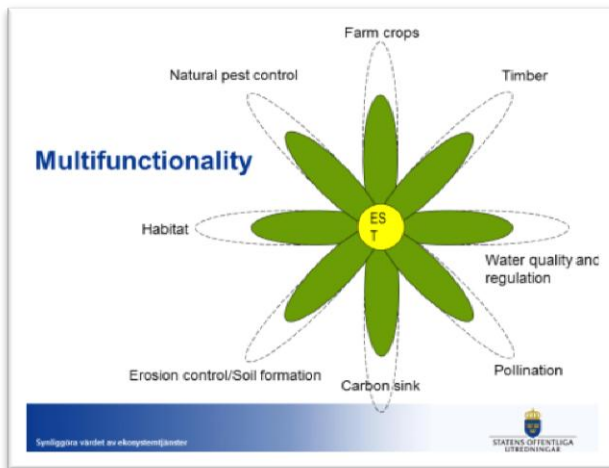 Farm crops
Natural pest control
Timber
Multifunctionality
ES
T
Habitat
Water quality and
regulation
Pollination
Erosion control/Soil formation
Carbon sink
Synliggöra värdet av ekosystemtjänster
STATENS OFFENTLIGA
UTREDNINGAR